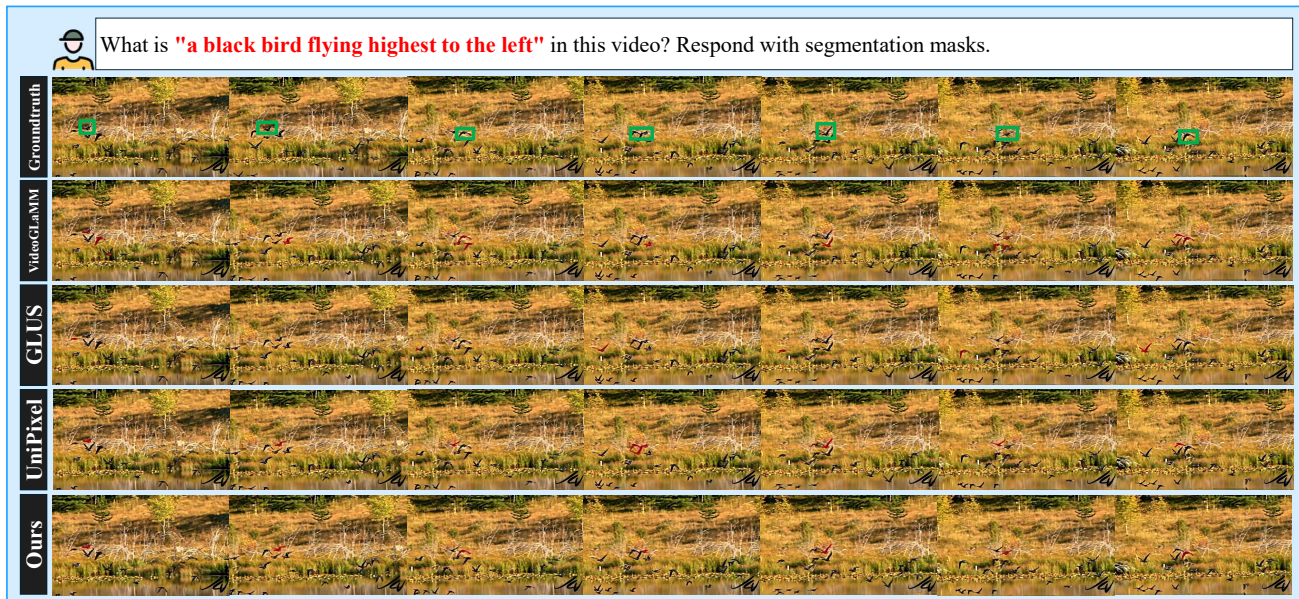 What is "a black bird flying highest to the left" in this video? Respond with segmentation masks.
Groundtruth
VideoGLaMM
GLUS
UniPixel
Ours